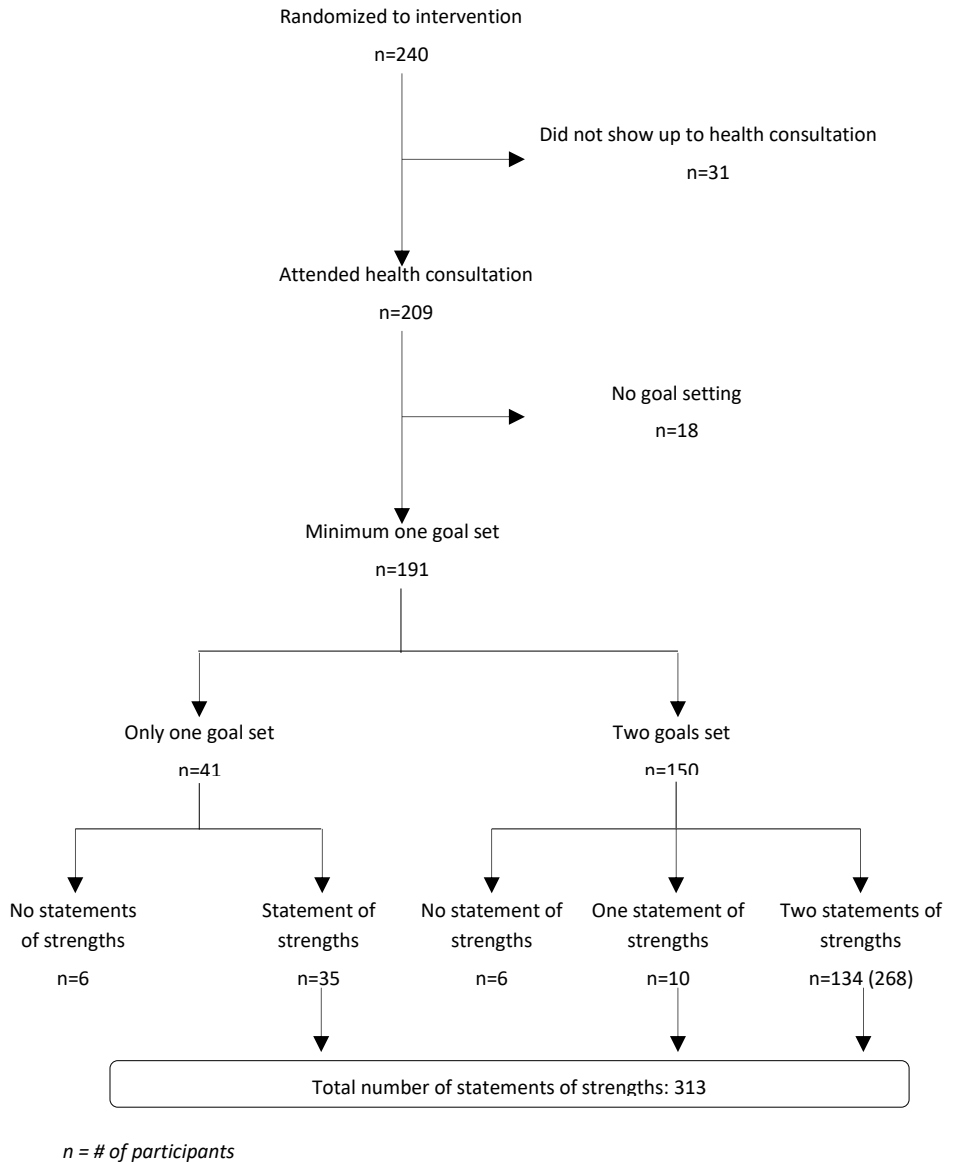 Randomized to intervention
n=240
Did not show up to health consultation
n=31
Attended health consultation
n=209
No goal setting
n=18
Minimum one goal set
n=191
Only one goal set
n=41
Two goals set
n=150
No statements
of strengths
n=6
Statement of
strengths
n=35
No statement of
strengths
n=6
One statement of
strengths
n=10
Two statements of
strengths
n=134 (268)
Total number of statements of strengths: 313
n = # of participants